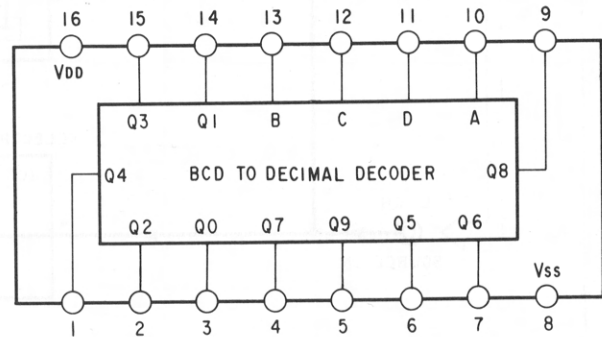 16 15 14 13 12 11 10 9
VDD
Q3 Q1 B C D A
Q4 BCD TO DECIMAL DECODER Q8
Q2 Q0 Q7 Q9 Q5 Q6
VSS
1 2 3 4 5 6 7 8